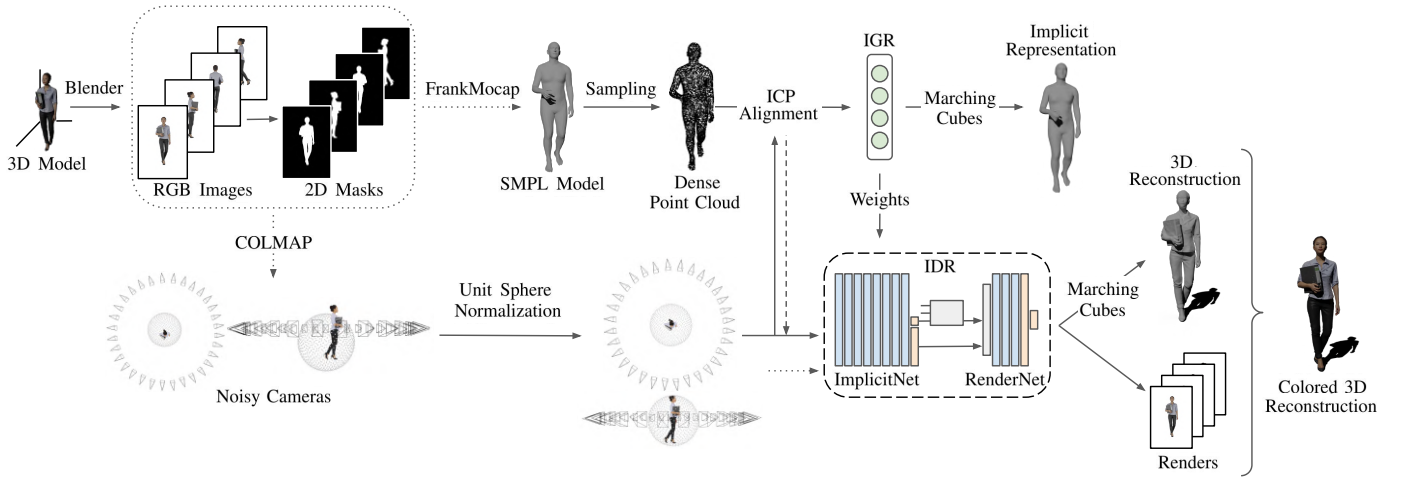 Blender
3D Model
RGB Images
2D Masks
FrankMocap
SMPL Model
Sampling
Dense
Point Cloud
ICP
Alignment
IGR
Marching
Cubes
Implicit
Representation
Weights
COLMAP
Noisy Cameras
Unit Sphere
Normalization
IDR
ImplicitNet
RenderNet
Marching
Cubes
3D
Reconstruction
Renders
Colored 3D
Reconstruction